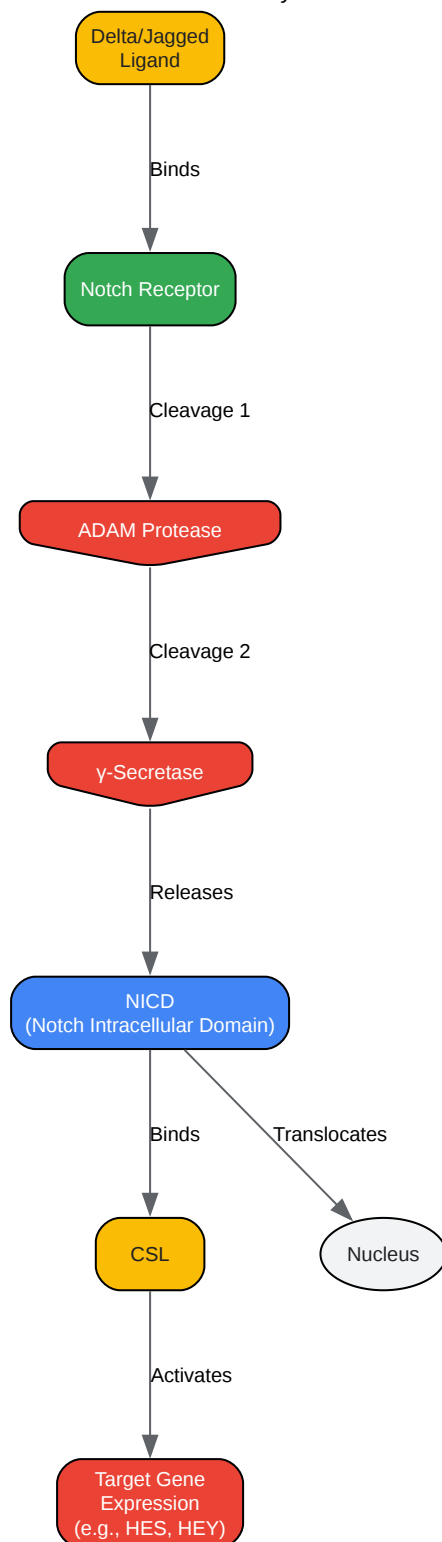 Delta/Jagged
Ligand
Binds
Notch Receptor
Cleavage 1
ADAM Protease
Cleavage 2
γ-Secretase
Releases
NICD
(Notch Intracellular Domain)
Binds
Translocates
CSL
Nucleus
Activates
Target Gene
Expression
(e.g., HES, HEY)